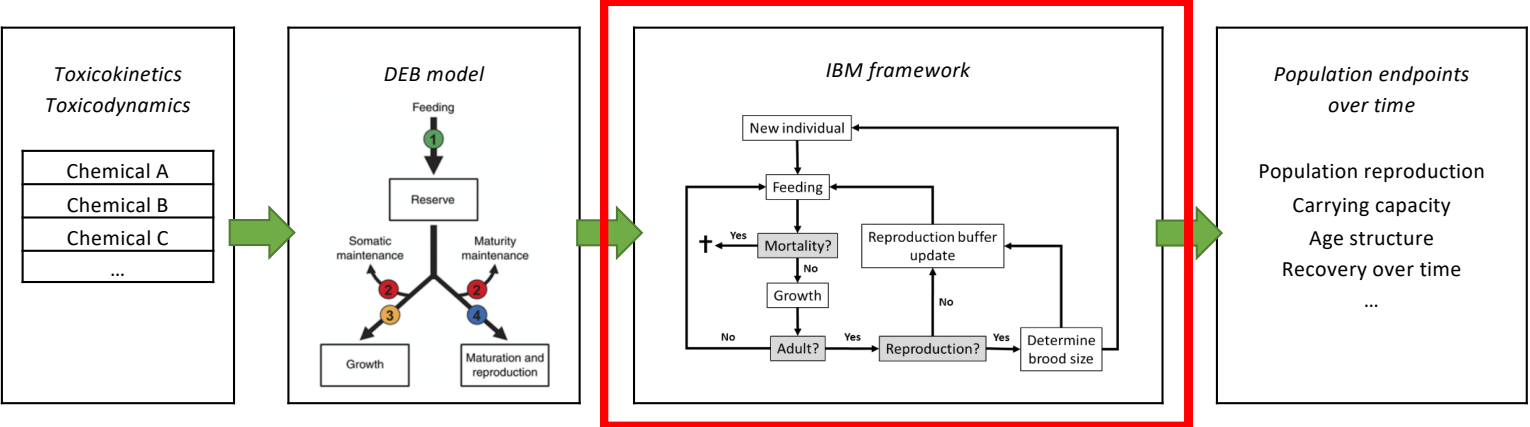 Toxicokinetics
Toxicodynamics
Chemical A
Chemical B
Chemical C
...
DEB model
Feeding
1
Reserve
Somatic
maintenance
Maturity
maintenance
2
2
3
4
Growth
Maturation and
reproduction
IBM framework
New individual
Feeding
Yes
Mortality?
No
Growth
No
Adult?
Yes
Reproduction?
Yes
Determine
brood size
No
Reproduction buffer
update
Population endpoints
over time
Population reproduction
Carrying capacity
Age structure
Recovery over time
...